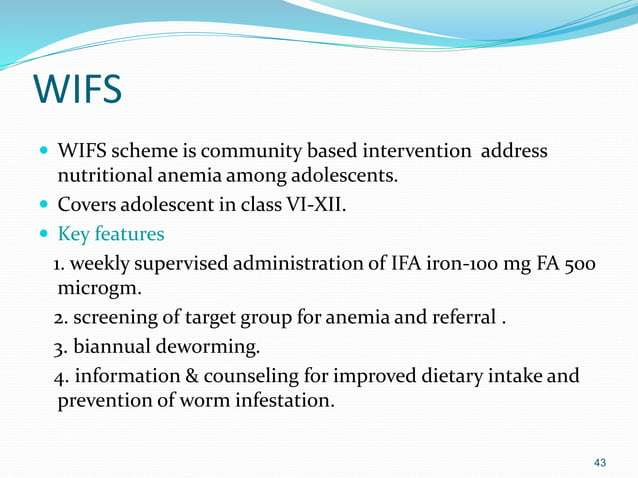 WIFS
• WIFS scheme is community based intervention address
nutritional anemia among adolescents.
• Covers adolescent in class VI-XII.
• Key features
1. weekly supervised administration of IFA iron-100 mg FA 500
microgm.
2. screening of target group for anemia and referral .
3. biannual deworming.
4. information & counseling for improved dietary intake and
prevention of worm infestation.
43